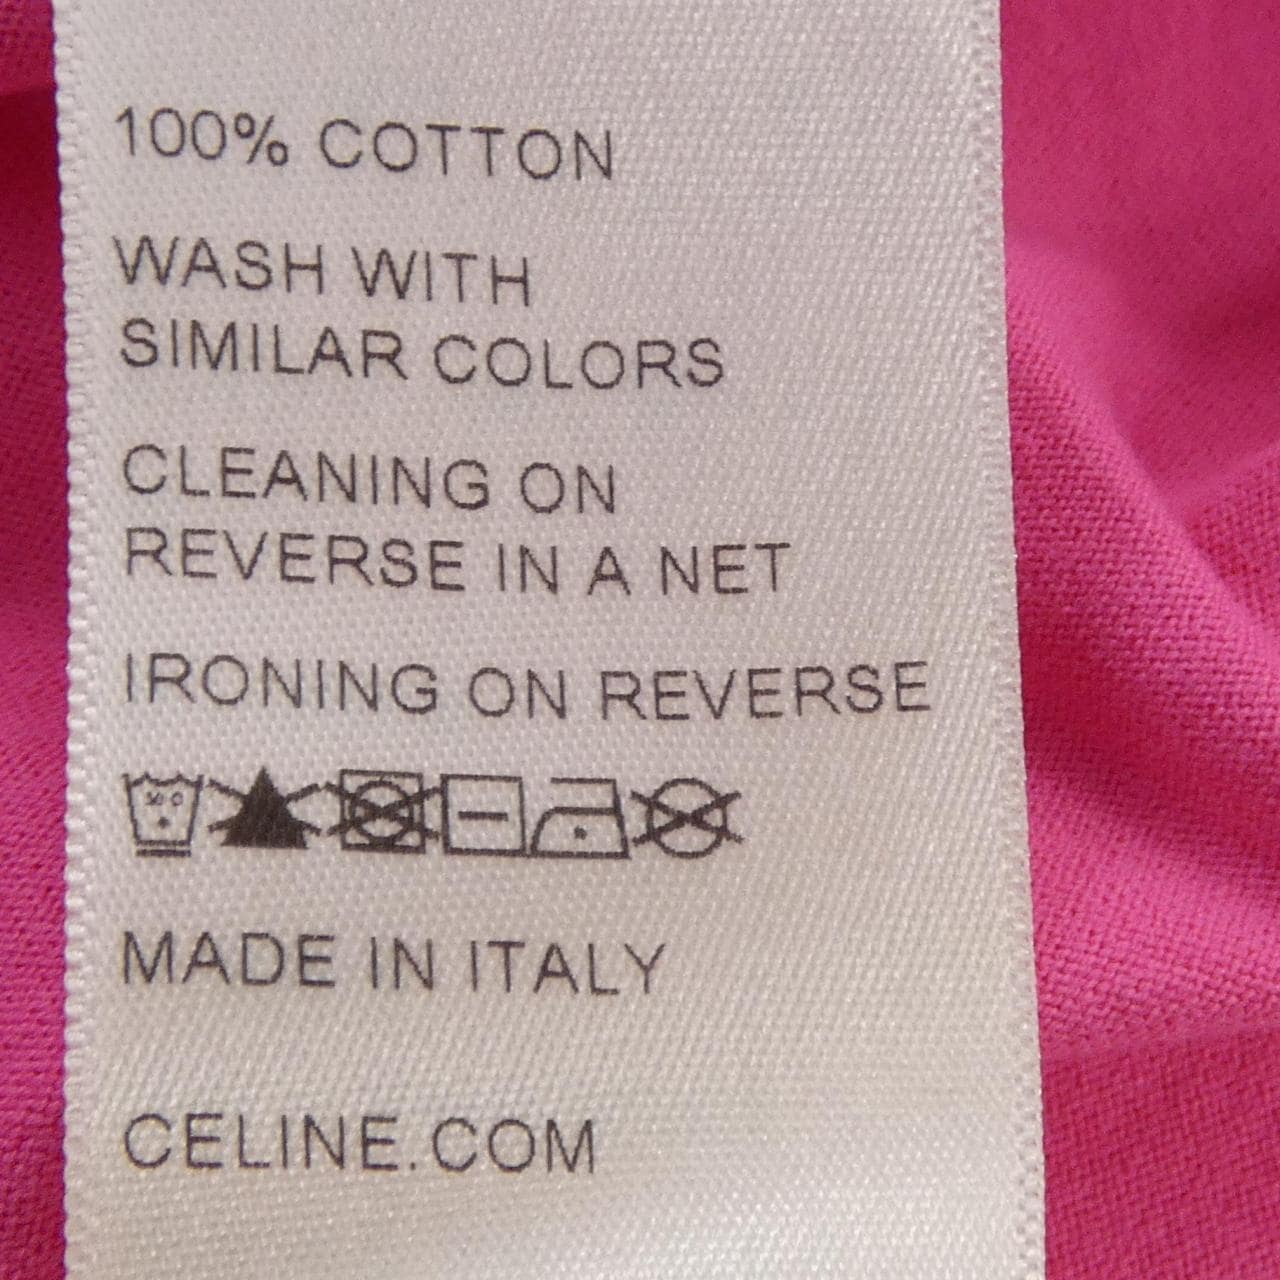 100% COTTON
WASH WITH
SIMILAR COLORS
CLEANING ON
REVERSE IN A NET
IRONING ON REVERSE
MADE IN ITALY
CELINE.COM